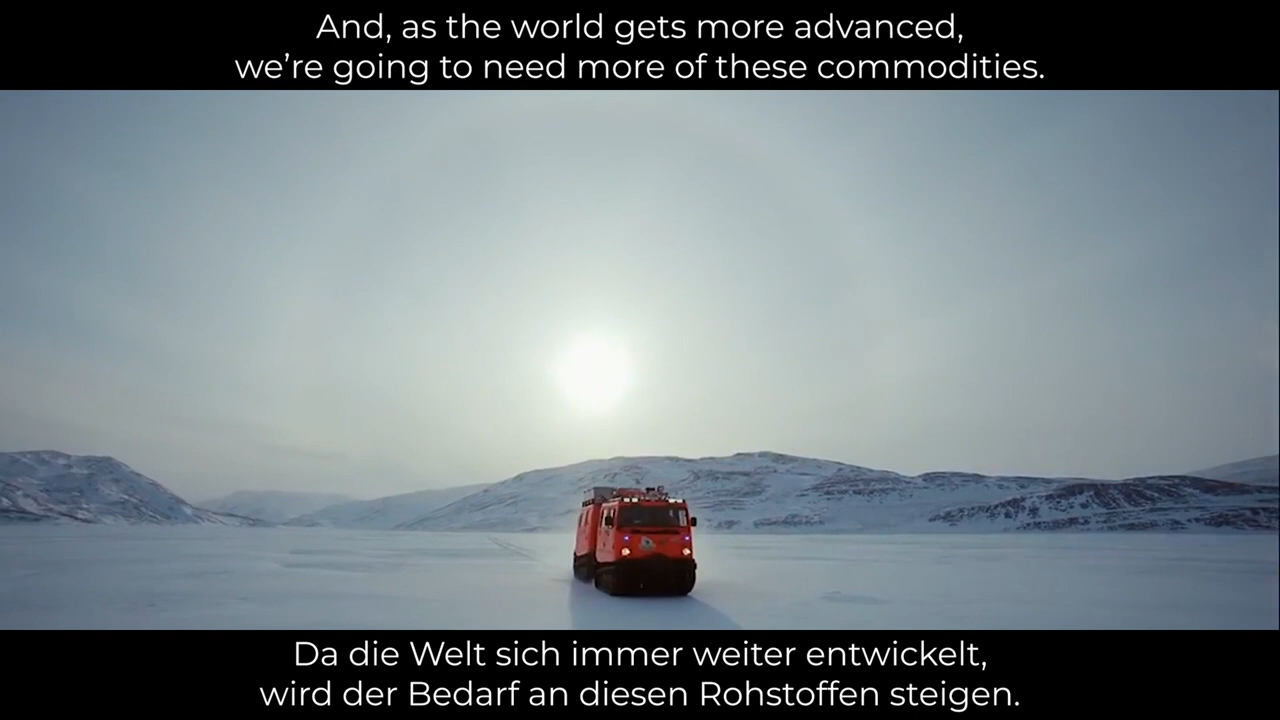 And, as the world gets more advanced,
we’re going to need more of these commodities.
Da die Welt sich immer weiter entwickelt,
wird der Bedarf an diesen Rohstoffen steigen.